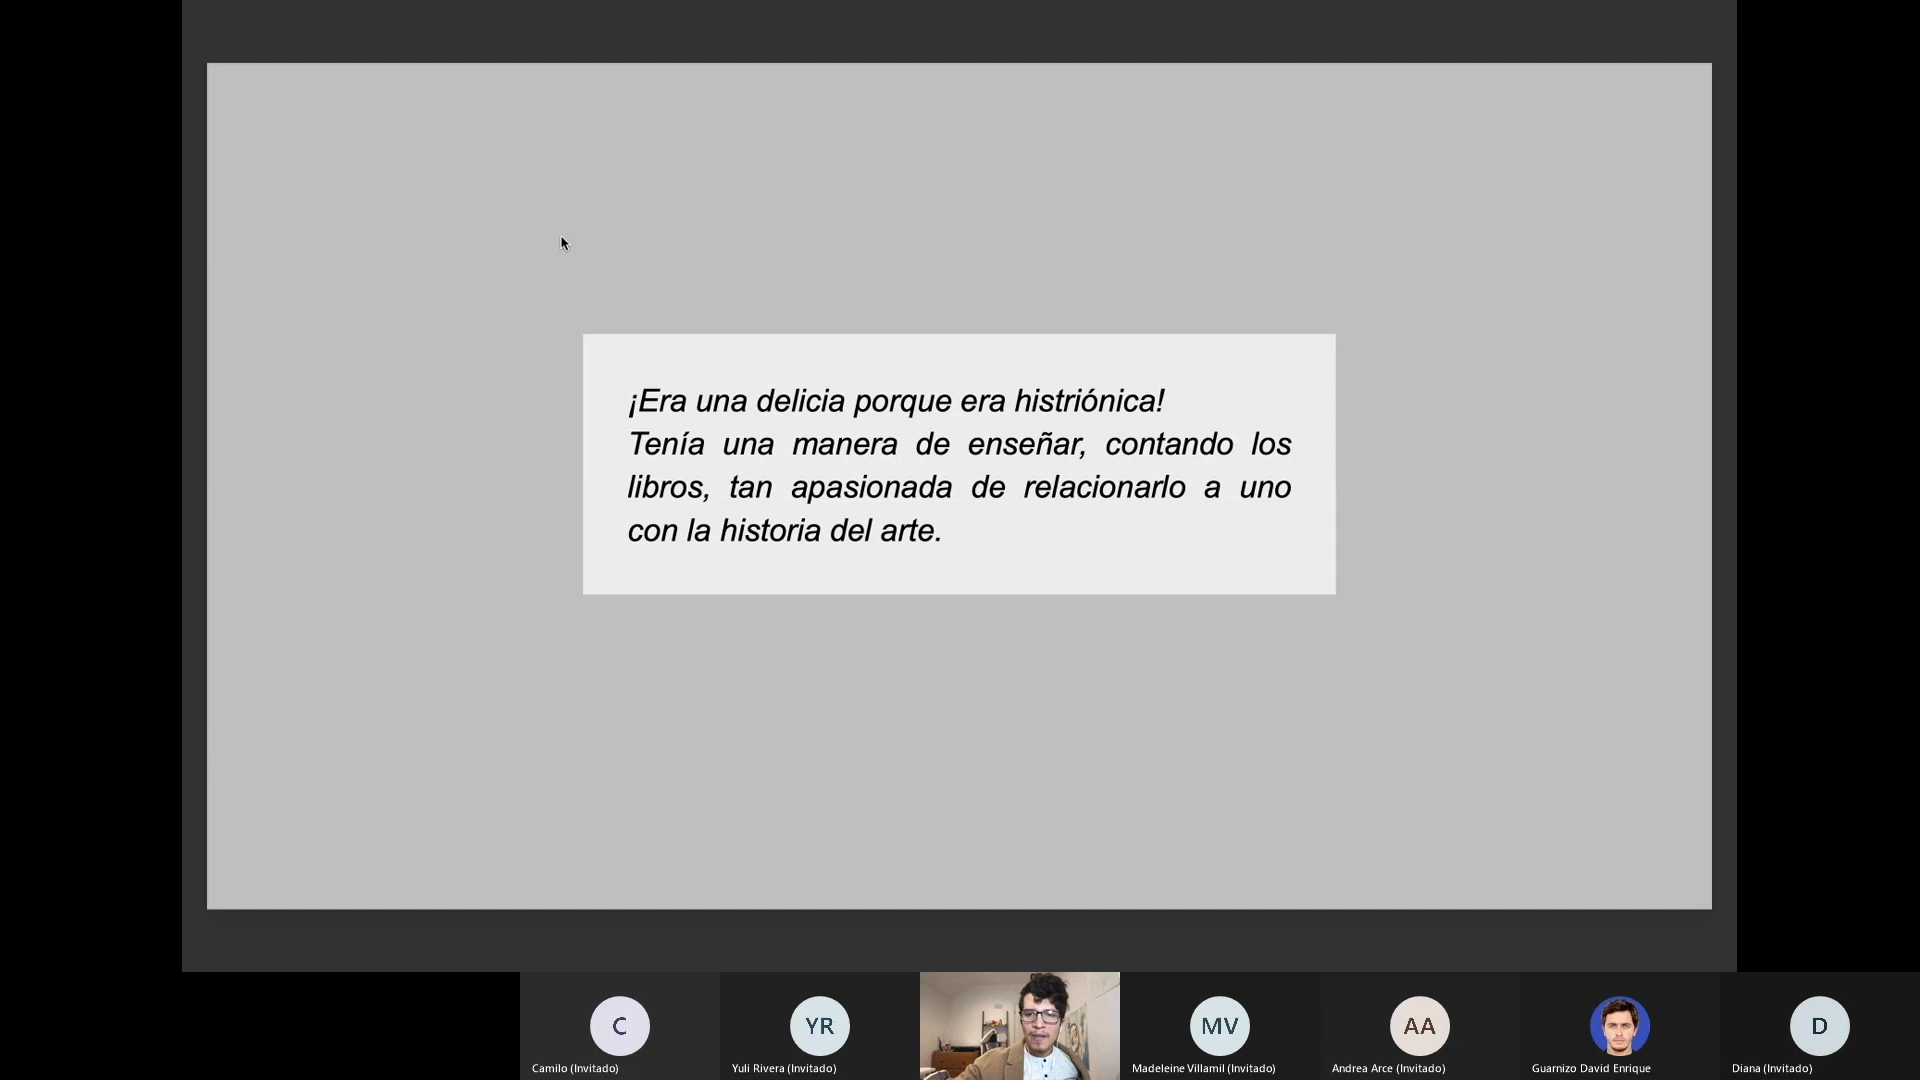 ¡Era una delicia porque era histriónica!
Tenía una manera de enseñar, contando los
libros, tan apasionada de relacionarlo a uno
con la historia del arte.
C
YR
MV
AA
D
Camilo (Invitado)
Yuli Rivera (Invitado)
Madeleine Villamil (Invitado)
Andrea Arce (Invitado)
Guarnizo David Enrique
Diana (Invitado)